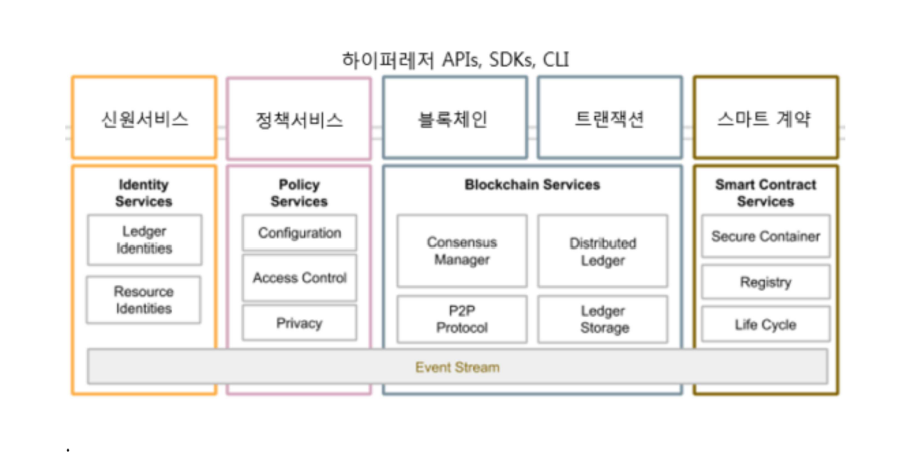 하이퍼레저 APIs, SDKs, CLI
신원서비스
정책서비스
블록체인
트랜잭션
스마트 계약
Identity
Services
Ledger
Identities
Resource
Identities
Policy
Services
Configuration
Access Control
Privacy
Blockchain Services
Consensus
Manager
Distributed
Ledger
P2P
Protocol
Ledger
Storage
Smart Contract
Services
Secure Container
Registry
Life Cycle
Event Stream